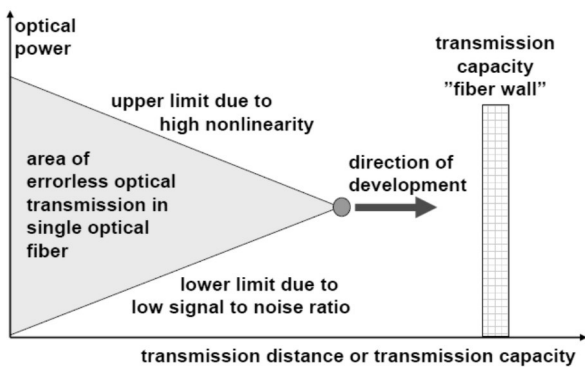 optical
power
transmission
capacity
”fiber wall”
upper limit due to
high nonlinearity
area of
errorless optical
transmission in
single optical
fiber
direction of
development
lower limit due to
low signal to noise ratio
transmission distance or transmission capacity